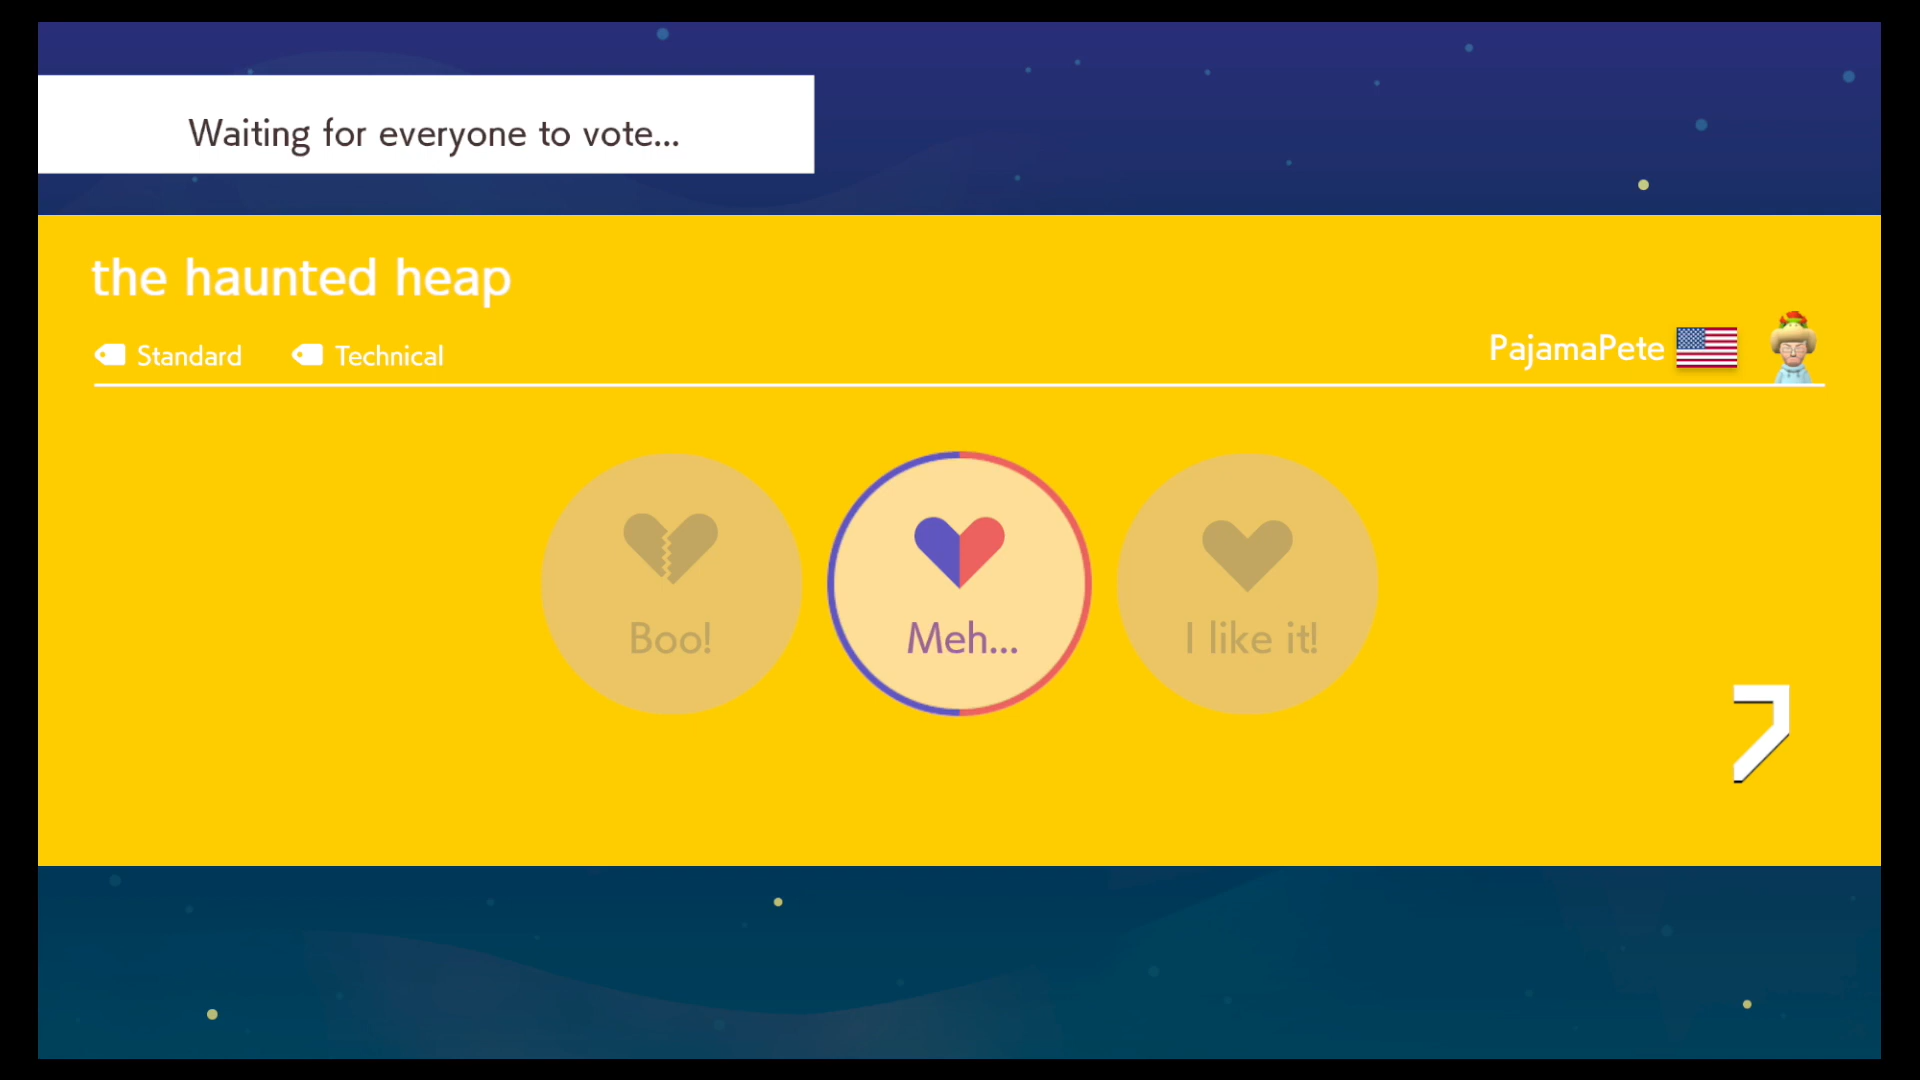 Waiting for everyone to vote...
the haunted heap
Standard Technical
PajamaPete
Boo! Meh... I like it!
7